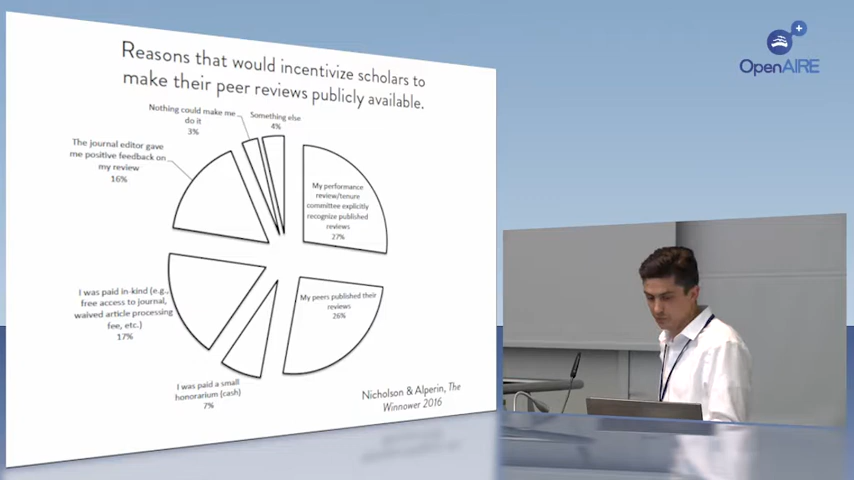 Reasons that would incentivize scholars to
make their peer reviews publicly available.
Nothing could make me
do it
3%
Something else
4%
The journal editor gave
me positive feedback on
my review
16%
My performance
review/tenure
committee explicitly
recognize published
reviews
27%
I was paid in-kind (e.g.,
free access to journal,
waived article processing
fee, etc.)
17%
My peers published their
reviews
26%
I was paid a small
honorarium (cash)
7%
Nicholson & Alperin, The
Winnower 2016
OpenAIRE